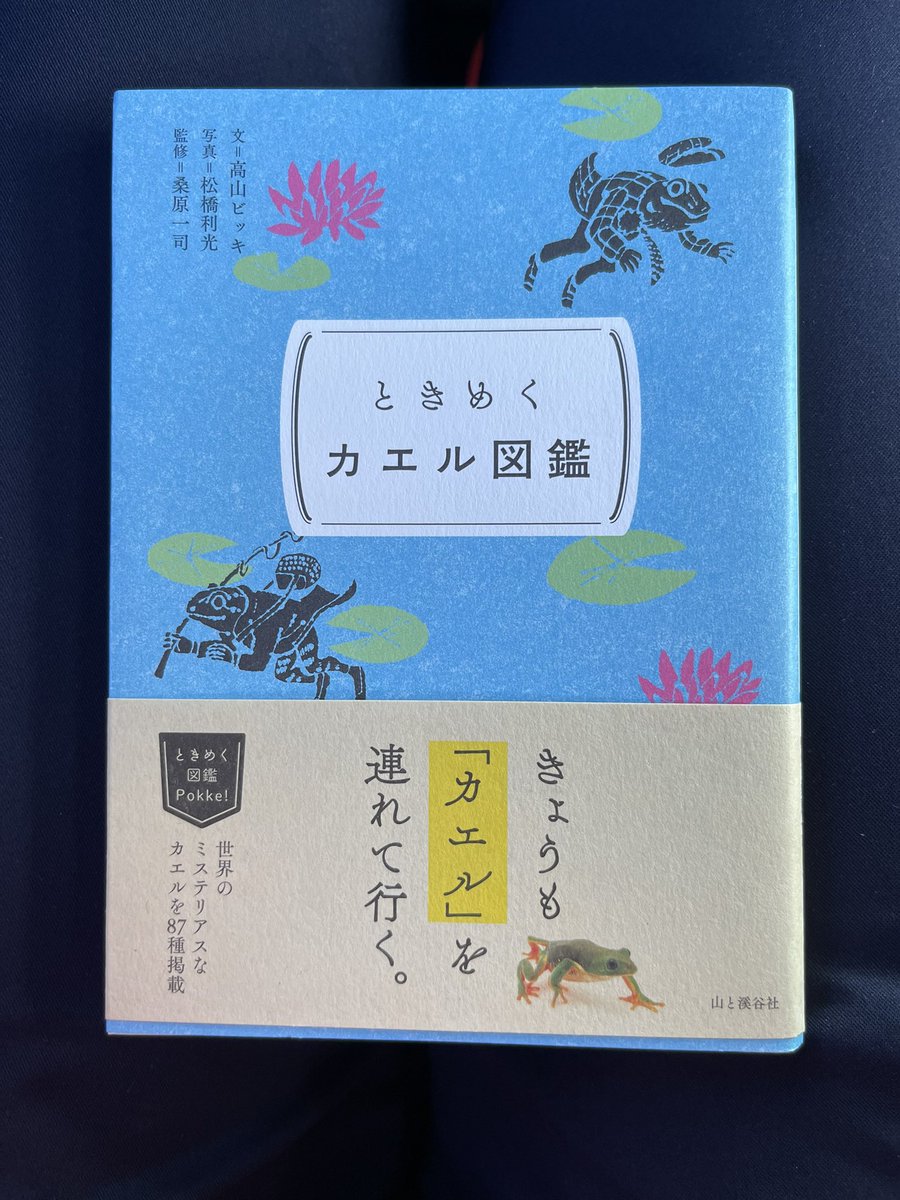 文=高山ビッキ
写真=松橋利光
監修=桑原一司
ときめく
カエル図鑑
きょうも
「カエル」を
連れて行く。
ときめく
図鑑
Pokke!
世界の
ミステリアスな
カエルを87種掲載
山と溪谷社